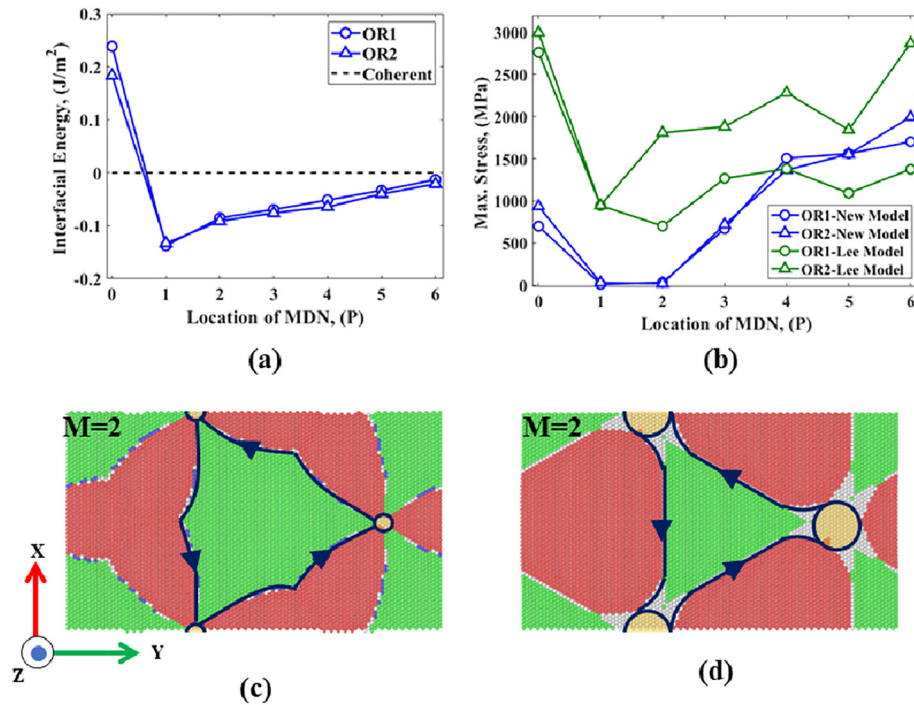 (a)
0.3
0.2
0.1
0
-0.1
-0.2
Interfacial Energy, (J/m²)
OR1
OR2
Coherent
0 1 2 3 4 5 6
Location of MDN, (P)
(b)
3000
2500
2000
1500
1000
500
0
Max. Stress, (MPa)
OR1-New Model
OR2-New Model
OR1-Lee Model
OR2-Lee Model
0 1 2 3 4 5 6
Location of MDN, (P)
M=2
X
Y
Z
(c)
M=2
(d)